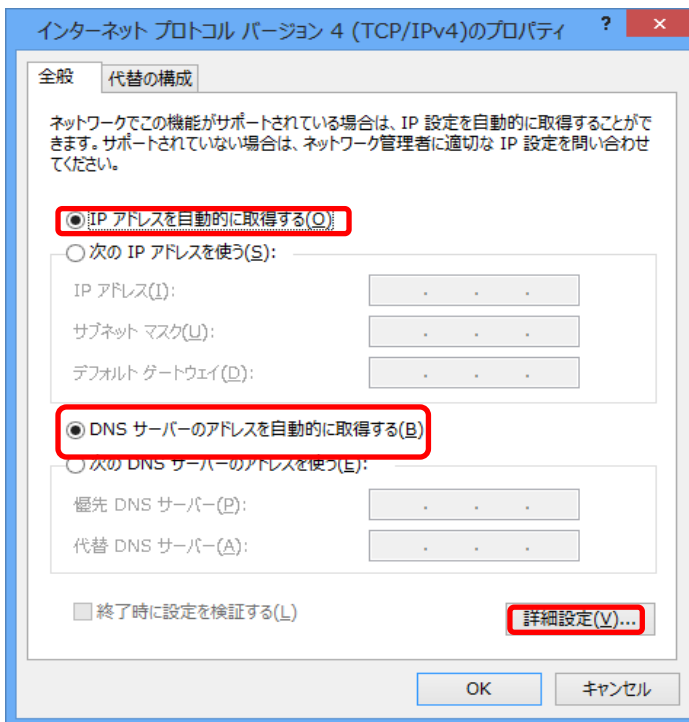 インターネット プロトコル バージョン 4 (TCP/IPv4)のプロパティ
?
×
全般
代替の構成
ネットワークでこの機能がサポートされている場合は、IP 設定を自動的に取得することがで
きます。サポートされていない場合は、ネットワーク管理者に適切な IP 設定を問い合わせ
てください。
IP アドレスを自動的に取得する(O)
次の IP アドレスを使う(S):
IP アドレス(I):
サブネット マスク(U):
デフォルト ゲートウェイ(D):
DNS サーバーのアドレスを自動的に取得する(B)
次の DNS サーバーのアドレスを使う(E):
優先 DNS サーバー(P):
代替 DNS サーバー(A):
終了時に設定を検証する(L)
詳細設定(V)...
OK
キャンセル